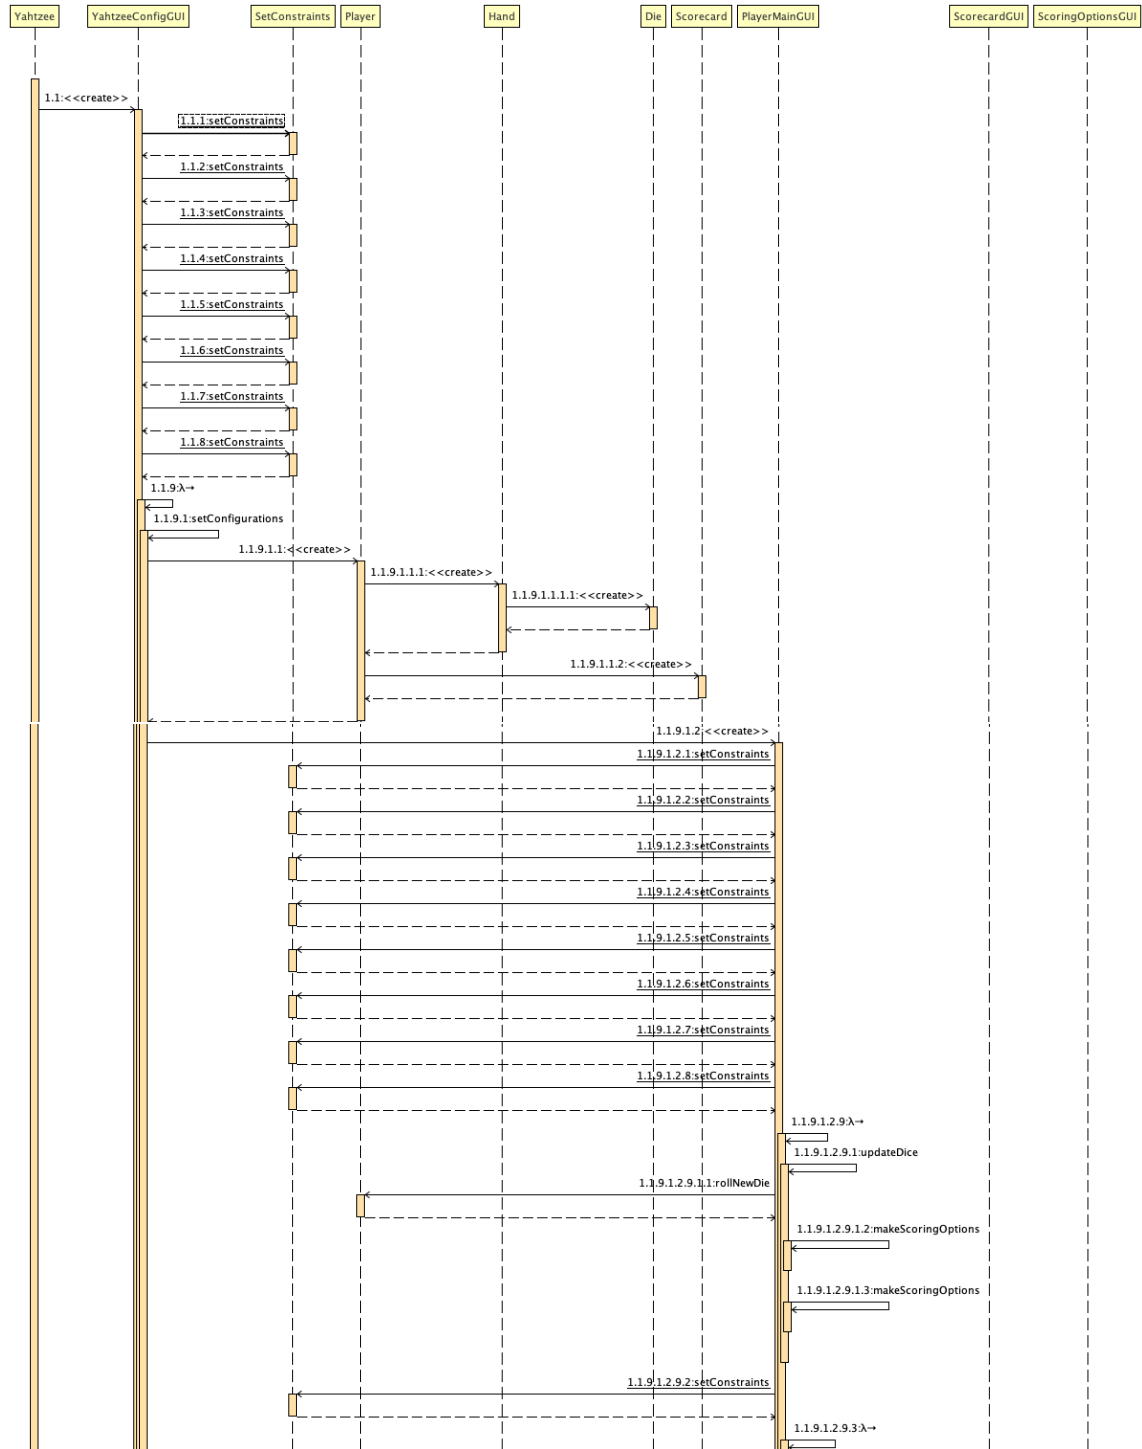 Yahtzee YahtzeeConfigGUI SetConstraints Player Hand Die Scorecard PlayerMainGUI ScorecardGUI ScoringOptionsGUI
1.1:<<create>>
1.1.1:setConstraints
1.1.2:setConstraints
1.1.3:setConstraints
1.1.4:setConstraints
1.1.5:setConstraints
1.1.6:setConstraints
1.1.7:setConstraints
1.1.8:setConstraints
1.1.9:λ→
1.1.9.1:setConfigurations
1.1.9.1.1:<<create>>
1.1.9.1.1.1:<<create>>
1.1.9.1.1.1.1:<<create>>
1.1.9.1.1.2:<<create>>
1.1.9.1.2:<<create>>
1.1.9.1.2.1:setConstraints
1.1.9.1.2.2:setConstraints
1.1.9.1.2.3:setConstraints
1.1.9.1.2.4:setConstraints
1.1.9.1.2.5:setConstraints
1.1.9.1.2.6:setConstraints
1.1.9.1.2.7:setConstraints
1.1.9.1.2.8:setConstraints
1.1.9.1.2.9:λ→
1.1.9.1.2.9.1:updateDice
1.1.9.1.2.9.1.1:rollNewDie
1.1.9.1.2.9.1.2:makeScoringOptions
1.1.9.1.2.9.1.3:makeScoringOptions
1.1.9.1.2.9.2:setConstraints
1.1.9.1.2.9.3:λ→